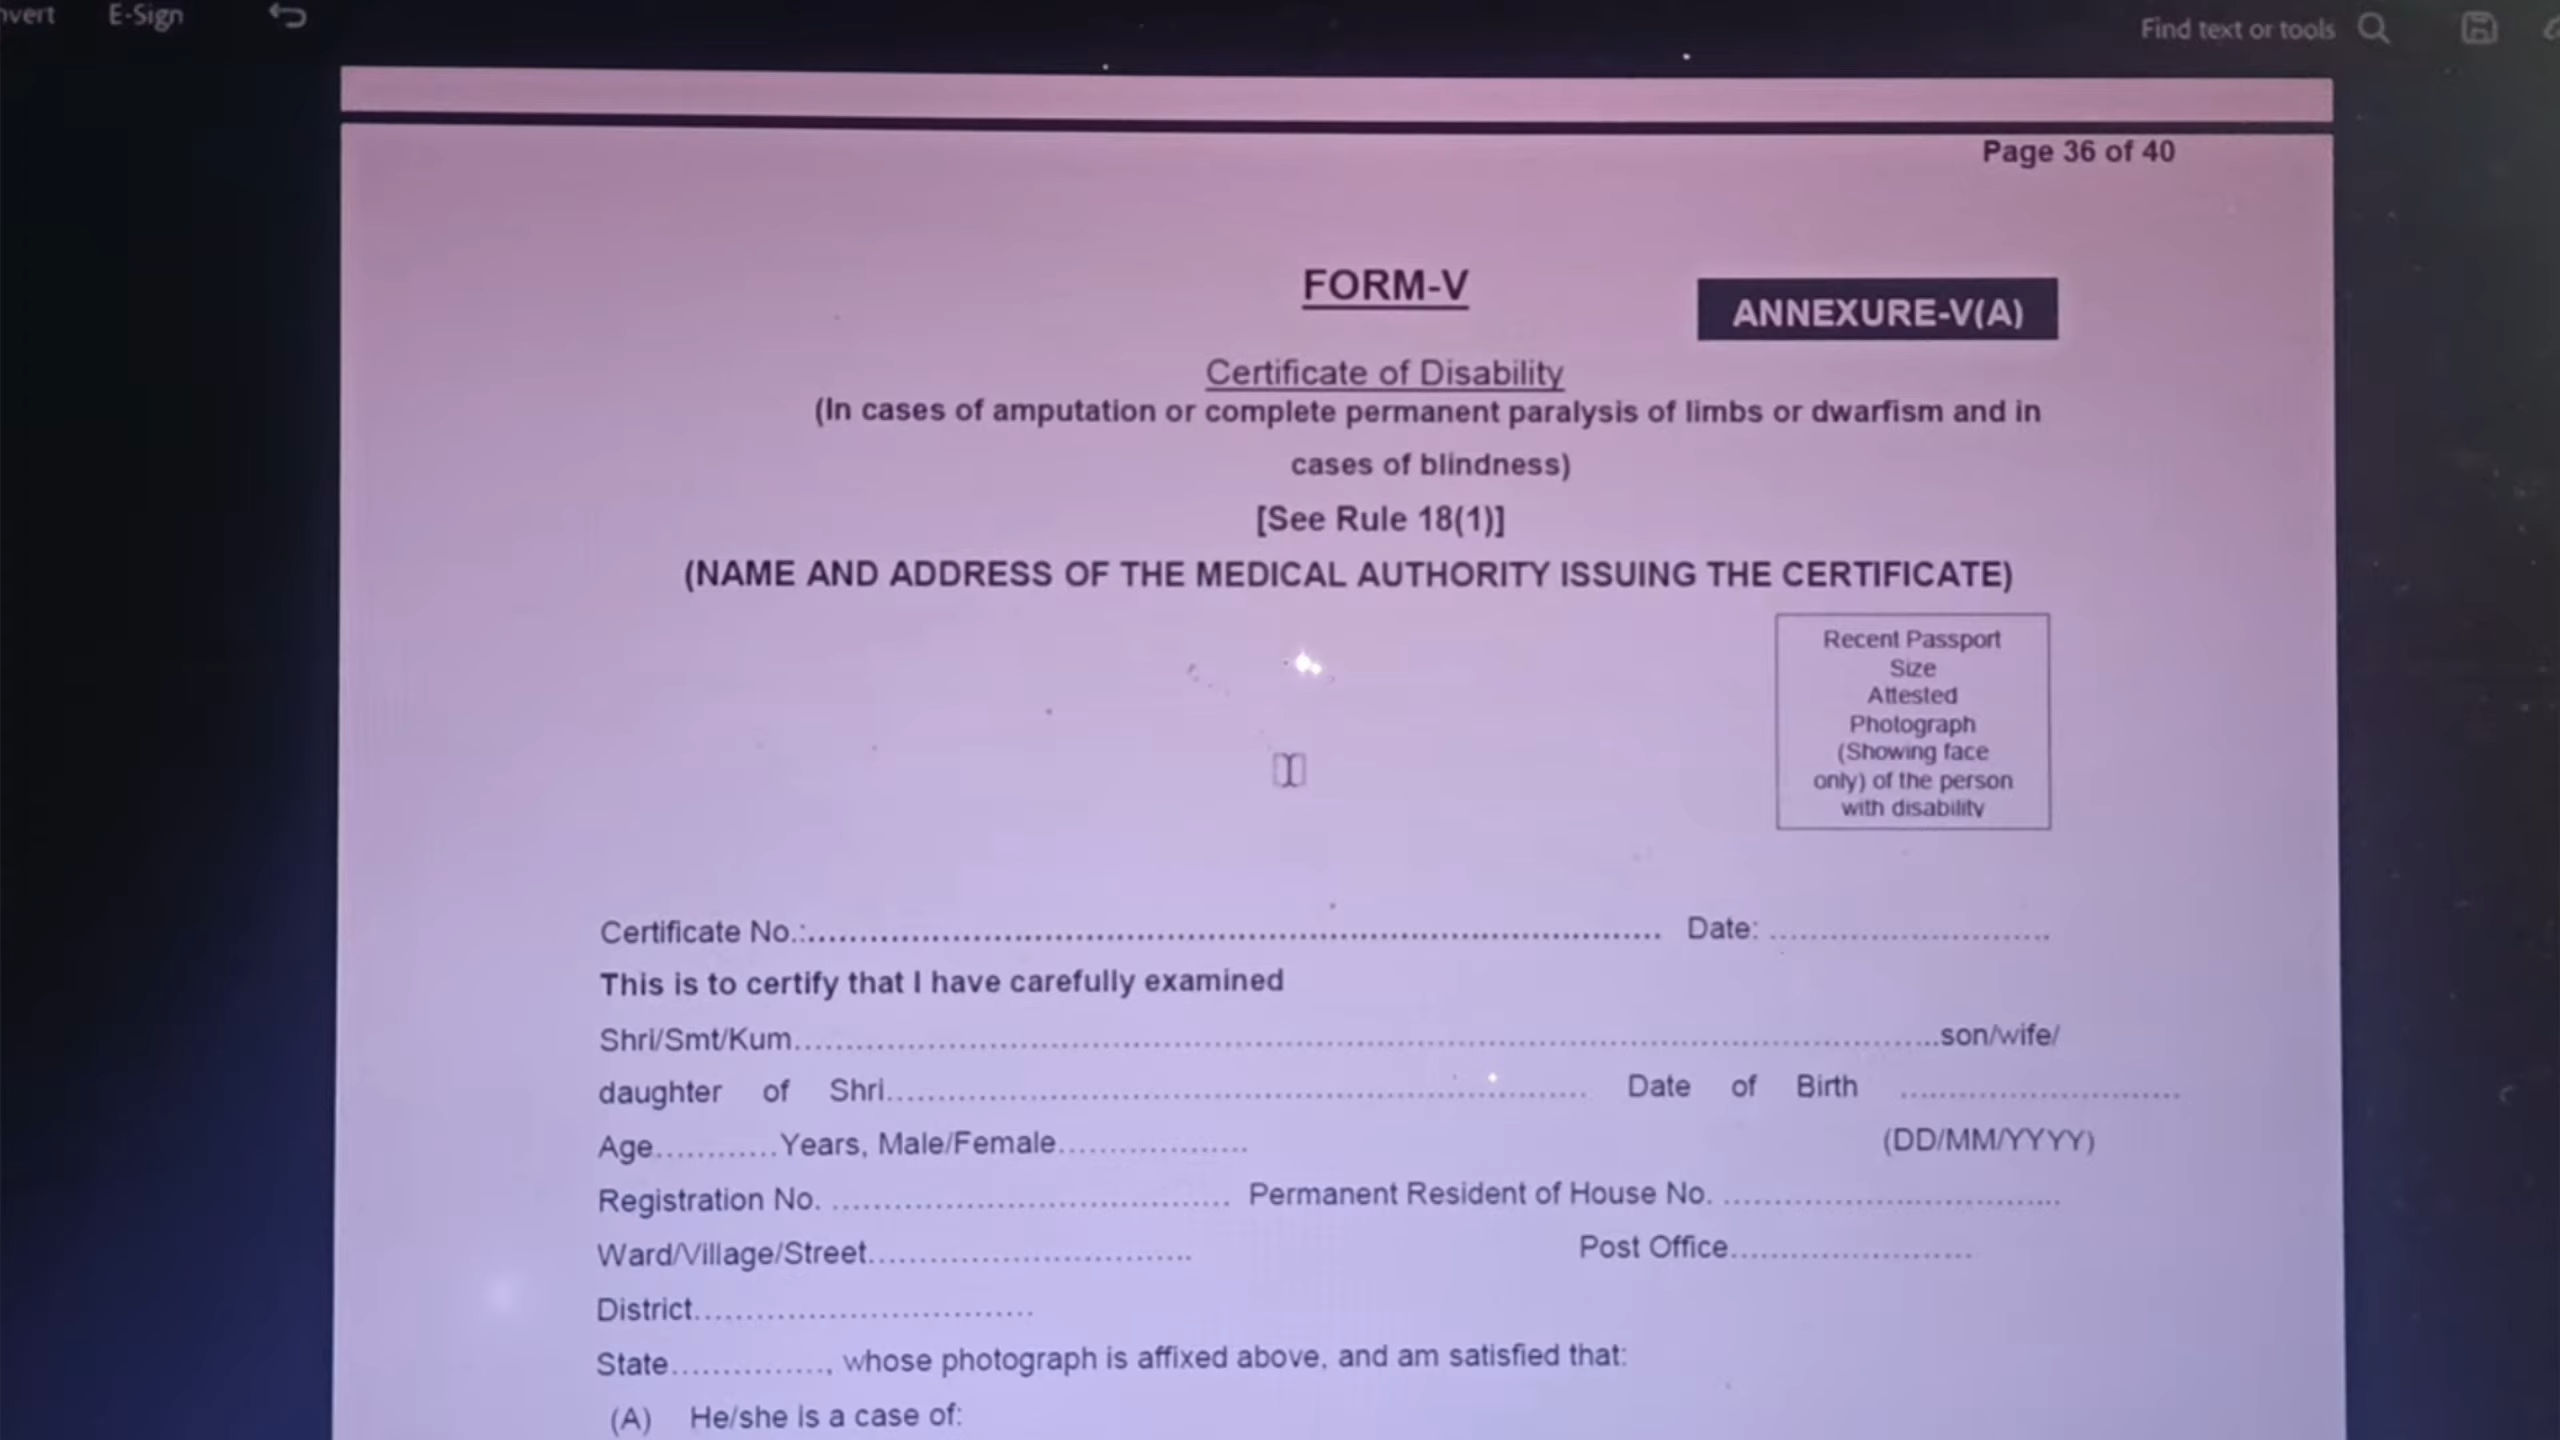 nvert E-Sign Find text or tools
Page 36 of 40
FORM-V
ANNEXURE-V(A)
Certificate of Disability
(In cases of amputation or complete permanent paralysis of limbs or dwarfism and in
cases of blindness)
[See Rule 18(1)]
(NAME AND ADDRESS OF THE MEDICAL AUTHORITY ISSUING THE CERTIFICATE)
Recent Passport
Size
Attested
Photograph
(Showing face
only) of the person
with disability
Certificate No.:.................................................................................... Date: ...........................
This is to certify that I have carefully examined
Shri/Smt/Kum................................................................................................................son/wife/
daughter of Shri.................................................................... Date of Birth ...........................
Age............Years, Male/Female...................
(DD/MM/YYYY)
Registration No. ....................................... Permanent Resident of House No. .................................
Ward/Village/Street................................ Post Office........................
District.................................
State..............., whose photograph is affixed above, and am satisfied that:
(A) He/she is a case of: